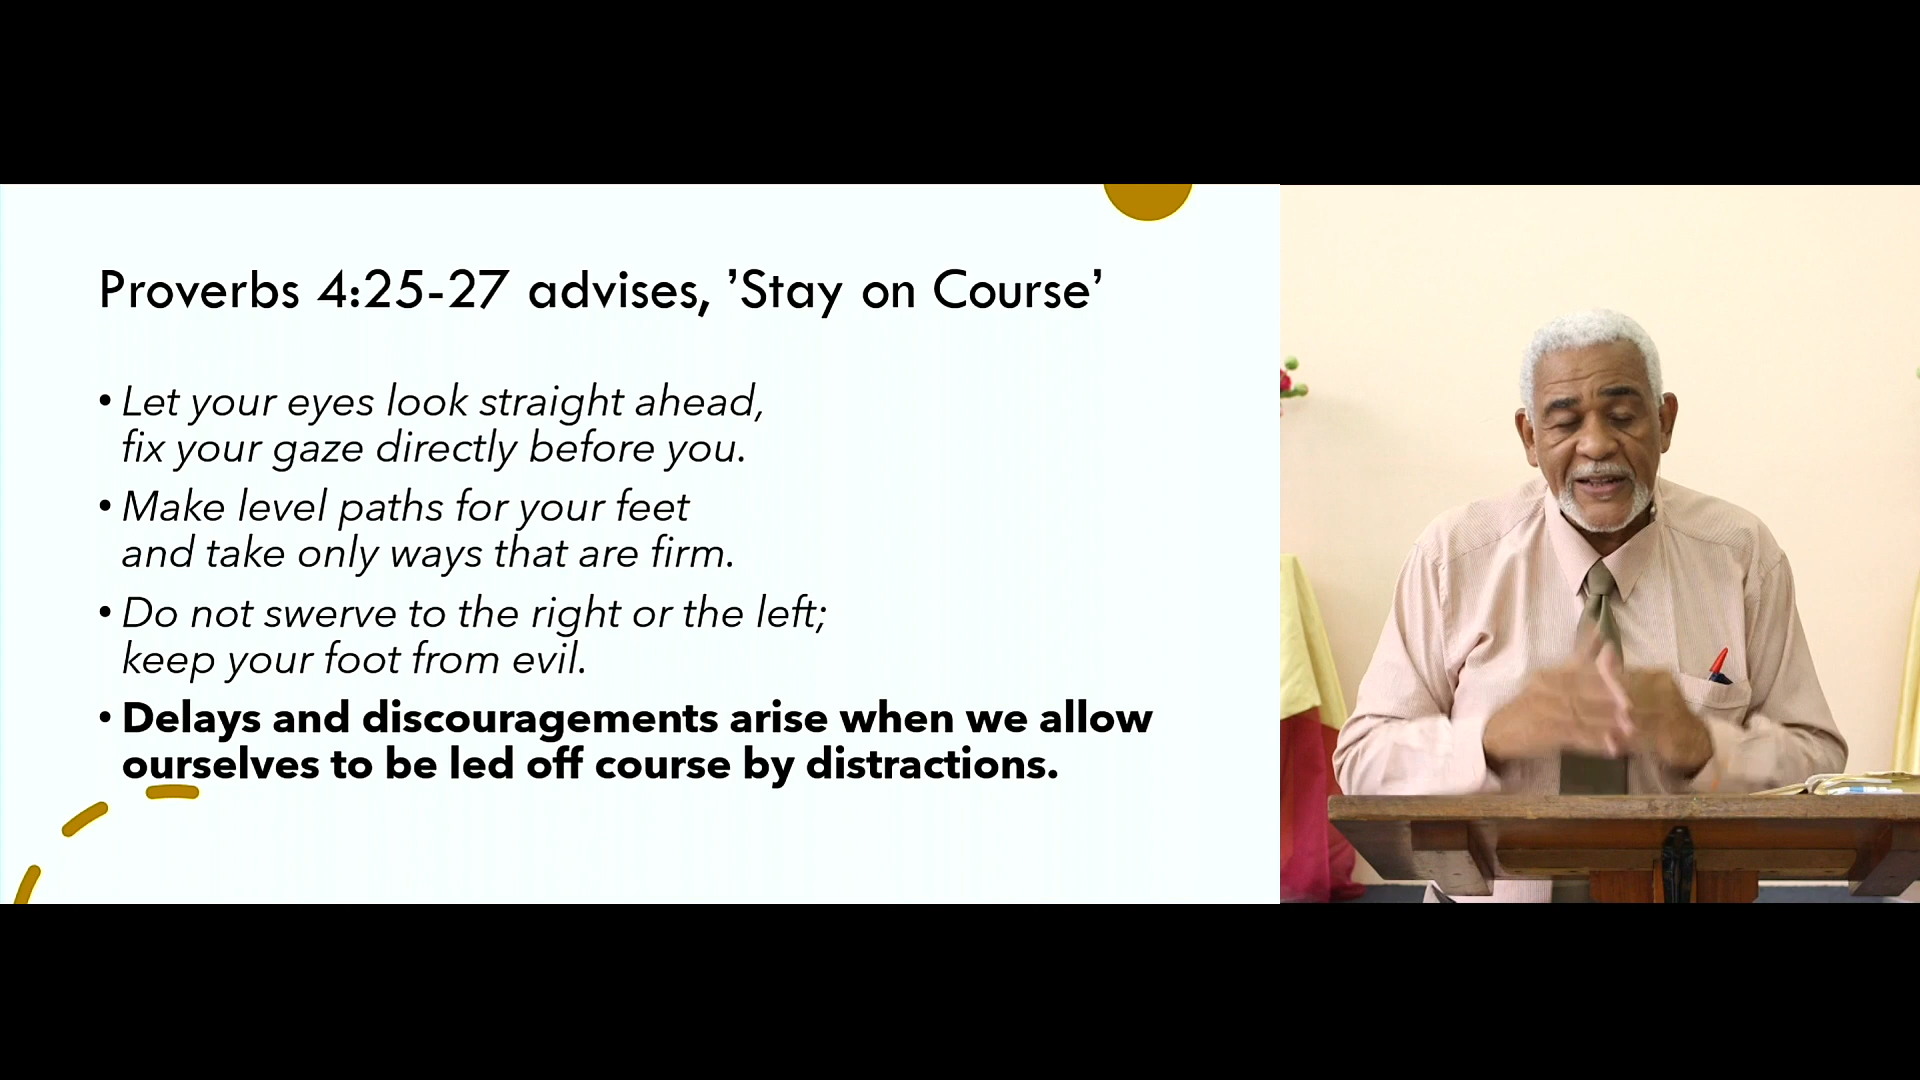 Proverbs 4:25-27 advises, ’Stay on Course’
• Let your eyes look straight ahead,
fix your gaze directly before you.
• Make level paths for your feet
and take only ways that are firm.
• Do not swerve to the right or the left;
keep your foot from evil.
• Delays and discouragements arise when we allow
ourselves to be led off course by distractions.